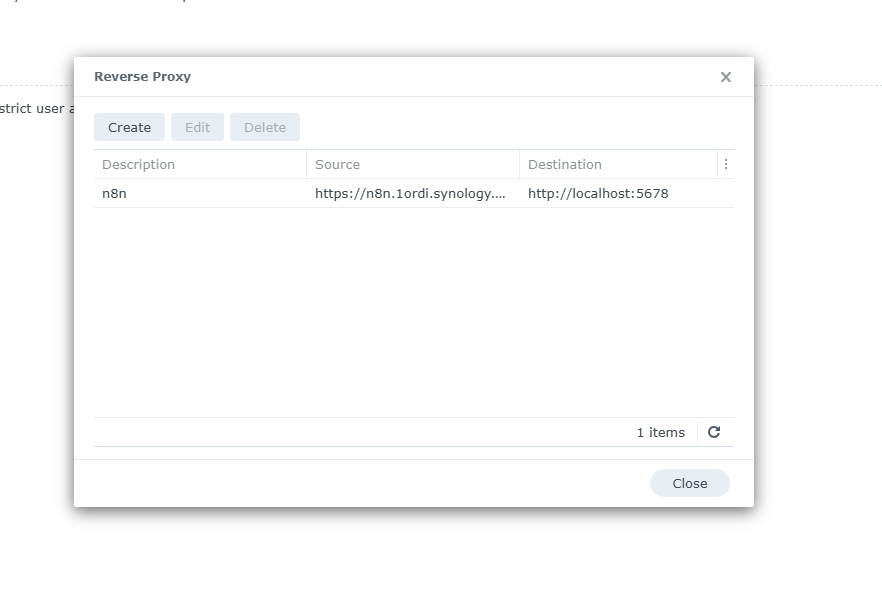 Reverse Proxy
strict user a
Create Edit Delete
Description Source Destination
n8n https://n8n.1ordi.synology.... http://localhost:5678
1 items
Close